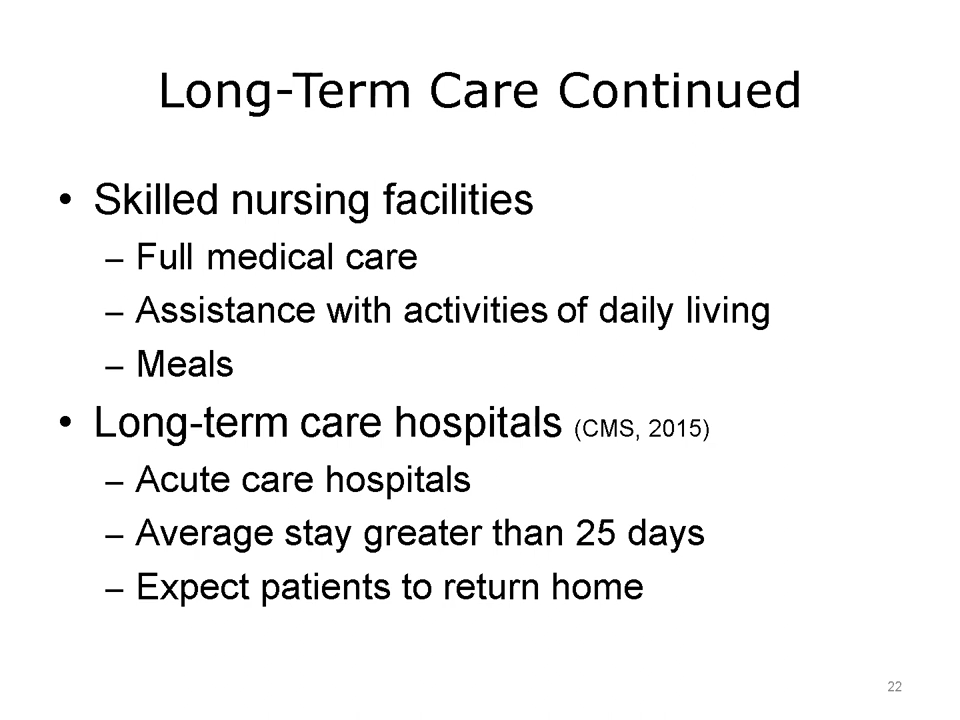 Long-Term Care Continued
• Skilled nursing facilities
– Full medical care
– Assistance with activities of daily living
– Meals
• Long-term care hospitals (CMS, 2015)
– Acute care hospitals
– Average stay greater than 25 days
– Expect patients to return home
22